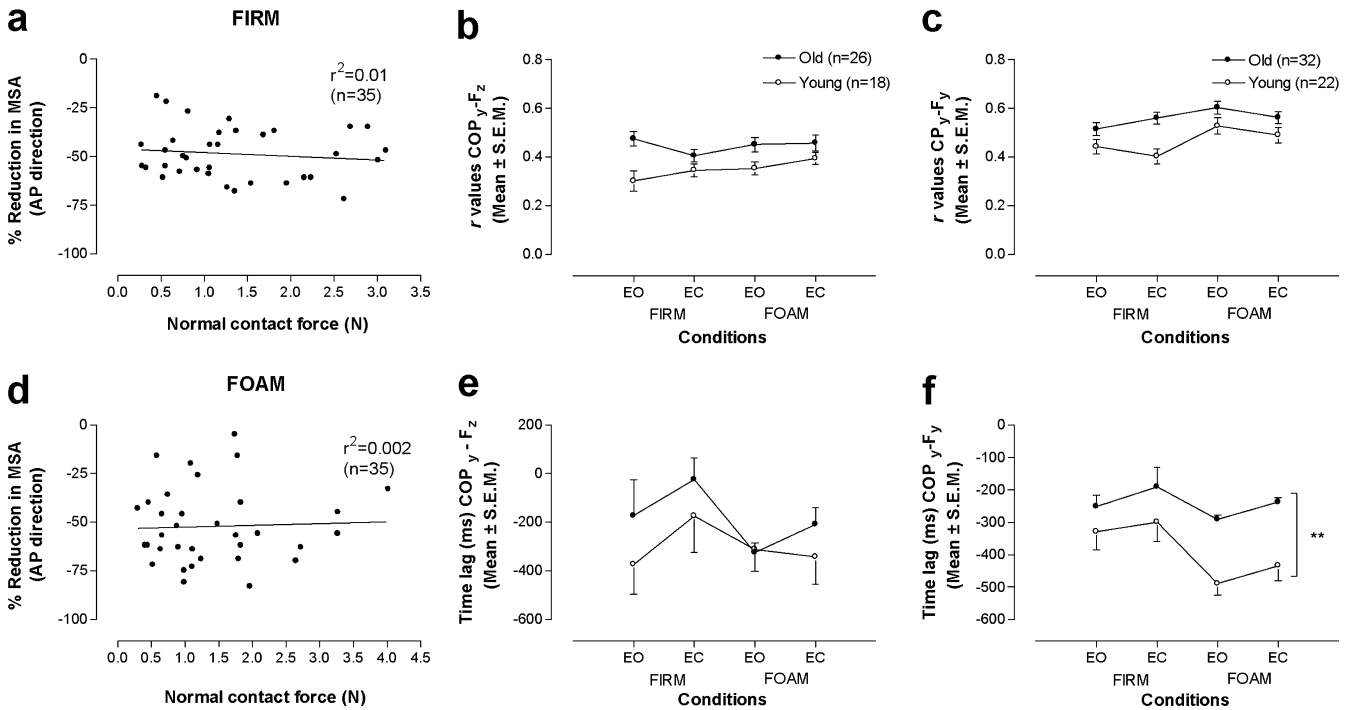 a
FIRM
% Reduction in MSA
(AP direction)
0
-25
-50
-75
-100
r²=0.01
(n=35)
0.0 0.5 1.0 1.5 2.0 2.5 3.0 3.5
Normal contact force (N)
b
r values COPy-Fz
(Mean ± S.E.M.)
0.8
0.6
0.4
0.2
0.0
Old (n=26)
Young (n=18)
EO EC EO EC
FIRM FOAM
Conditions
c
r values CPy-Fy
(Mean ± S.E.M.)
0.8
0.6
0.4
0.2
0.0
Old (n=32)
Young (n=22)
EO EC EO EC
FIRM FOAM
Conditions
d
FOAM
% Reduction in MSA
(AP direction)
0
-25
-50
-75
-100
r²=0.002
(n=35)
0.0 0.5 1.0 1.5 2.0 2.5 3.0 3.5 4.0 4.5
Normal contact force (N)
e
Time lag (ms) COP y - Fz
(Mean ± S.E.M.)
200
0
-200
-400
-600
EO EC EO EC
FIRM FOAM
Conditions
f
Time lag (ms) COPy-Fy
(Mean ± S.E.M.)
0
-100
-200
-300
-400
-500
-600
**
EO EC EO EC
FIRM FOAM
Conditions